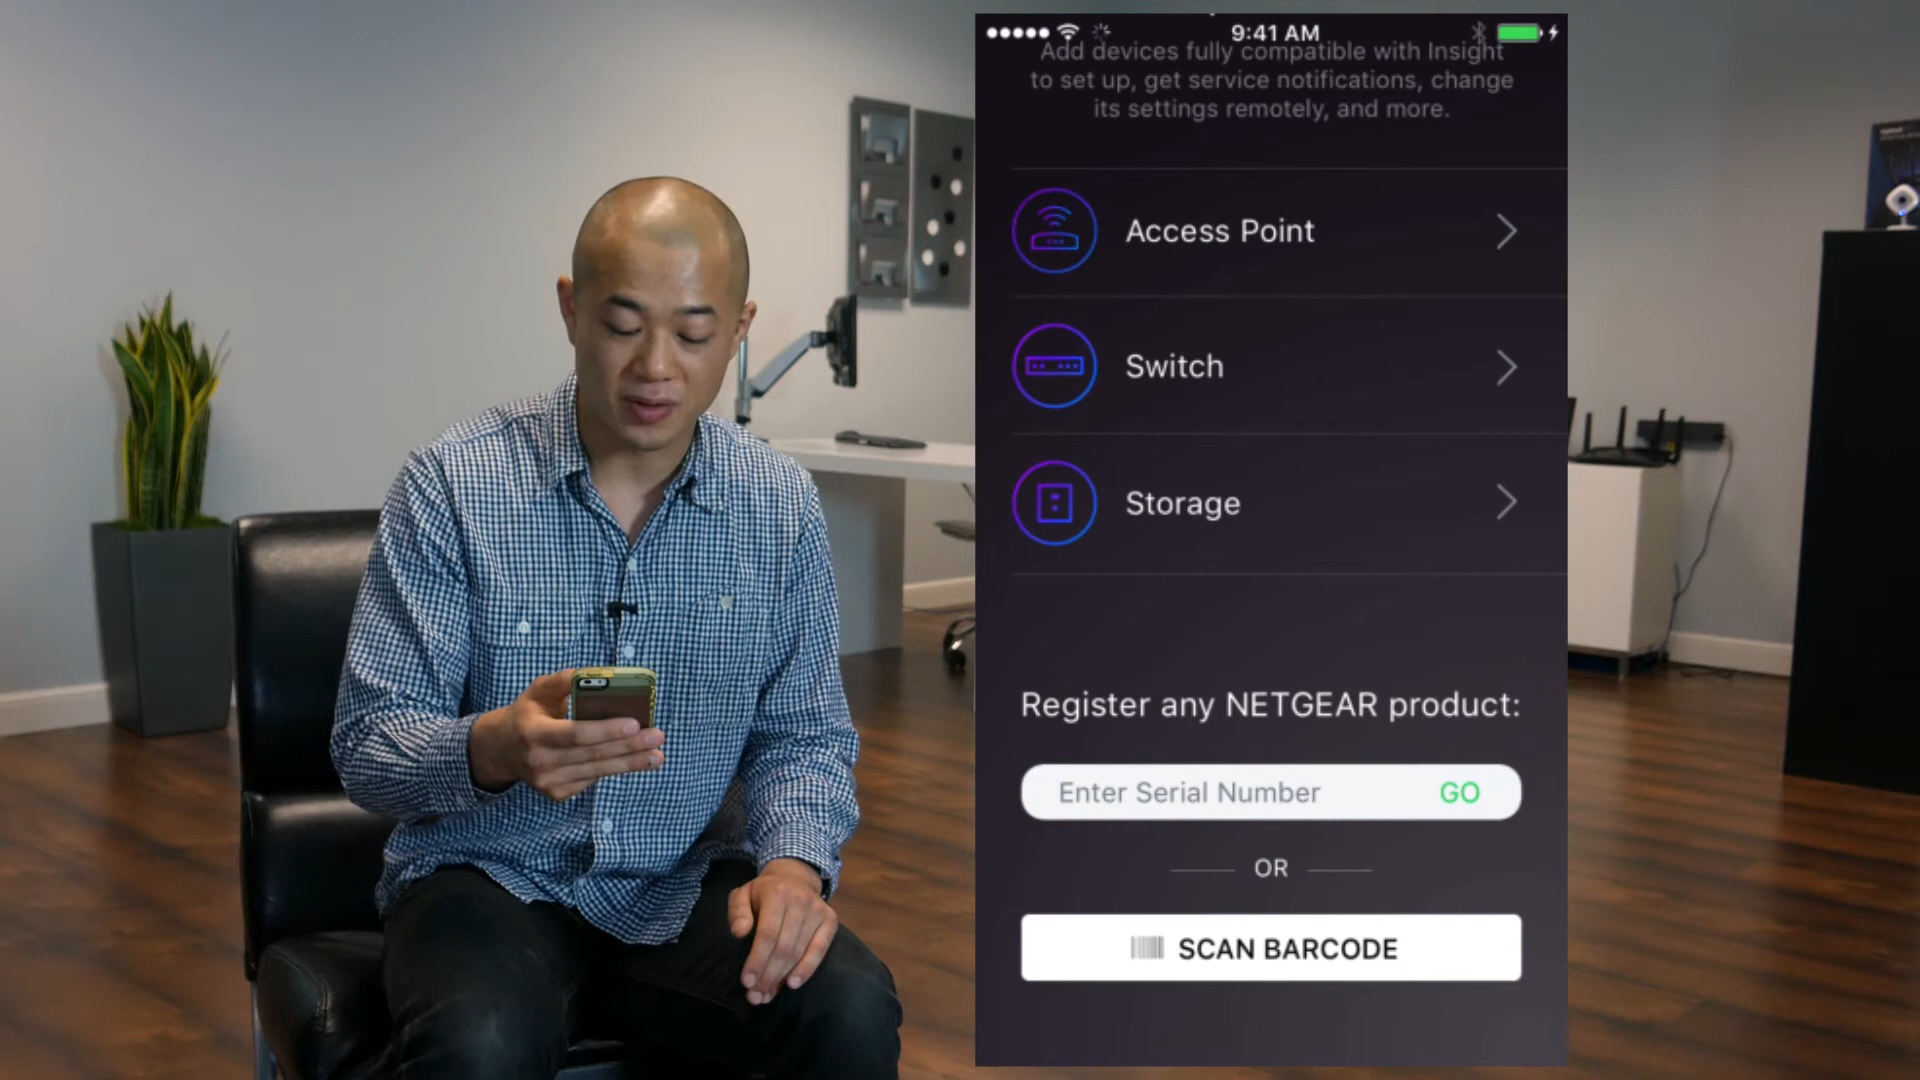 9:41 AM
Add devices fully compatible with Insight
to set up, get service notifications, change
its settings remotely, and more.
Access Point
Switch
Storage
Register any NETGEAR product:
Enter Serial Number
GO
OR
SCAN BARCODE